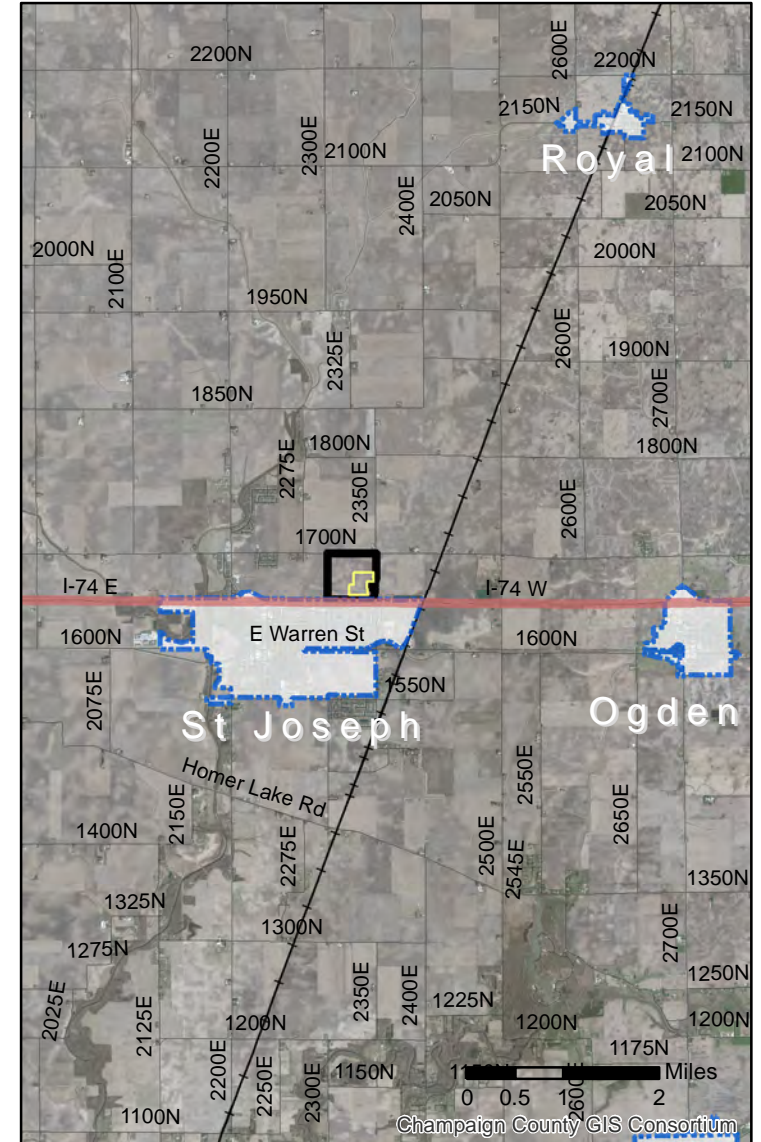 2200N
2600E
2200N
2150N
2150N
2200E
2300E
2100N
Royal
2100N
2400E
2050N
2050N
2000N
2000N
2100E
1950N
2325E
2600E
1900N
1850N
2700E
1800N
1800N
2275E
2350E
2600E
1700N
I-74 E
I-74 W
1600N
E Warren St
1600N
2075E
1550N
St Joseph
Ogden
Homer Lake Rd
2150E
2550E
2650E
1400N
2275E
2500E
2545E
1350N
1325N
1300N
2700E
1275N
2350E
2400E
1250N
2025E
2125E
1225N
1200N
1200N
1200N
1175N
2200E
2250E
2300E
1150N
Miles
0 0.5 1 2
2600E
1100N
Champaign County GIS Consortium